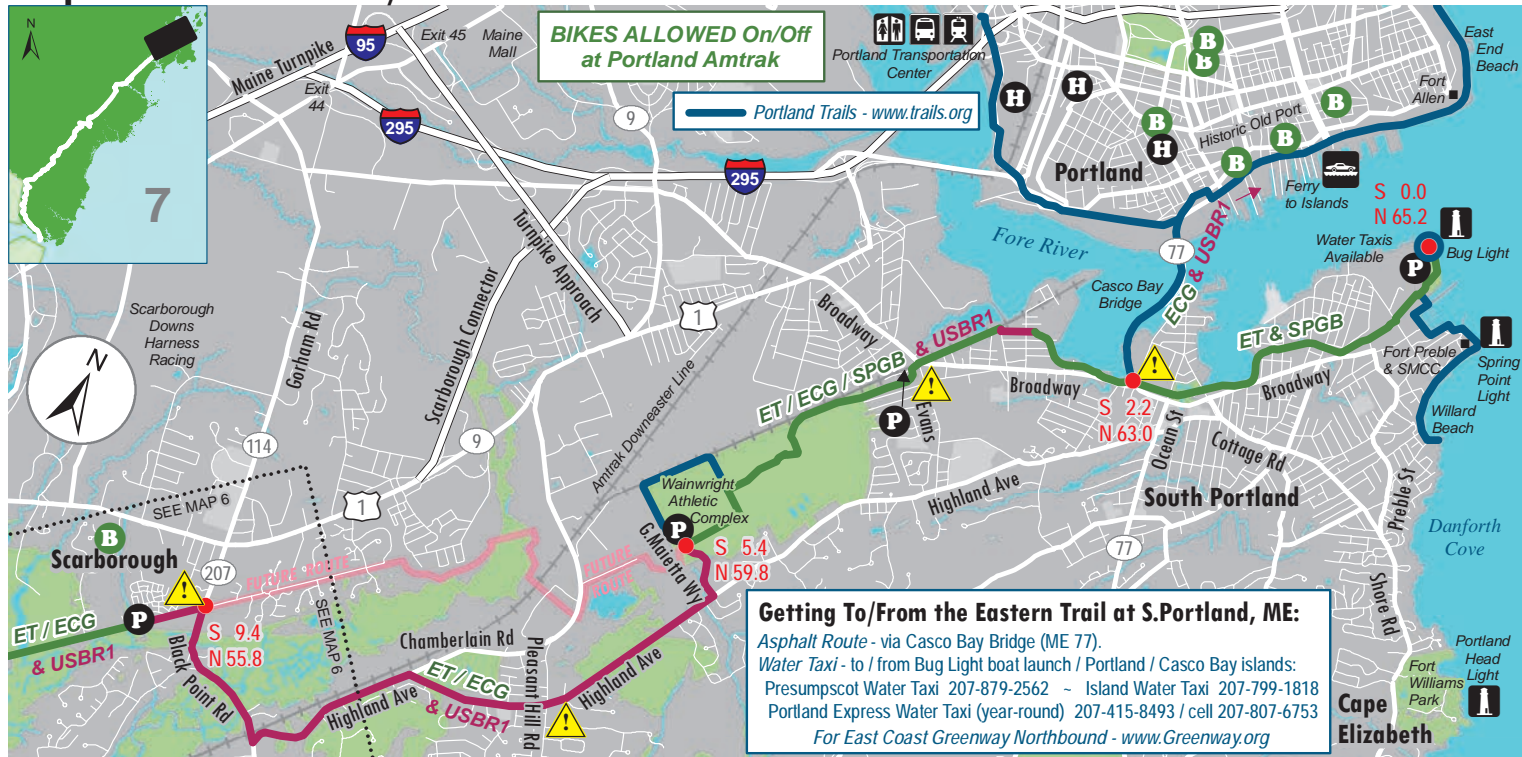 N
7
Maine Turnpike
95
Exit 45
Maine
Mall
Exit
44
295
BIKES ALLOWED On/Off
at Portland Amtrak
Portland Trails - www.trails.org
9
295
Portland Transportation
Center
H
H
B
B
B
H
B
B
B
Historic Old Port
Portland
East
End
Beach
Fort
Allen
Ferry
to Islands
S 0.0
N 65.2
Water Taxis
Available
P
Bug Light
Fore River
77
Casco Bay
Bridge
ECG & USBR1
Scarborough
Downs
Harness
Racing
N
Gorham Rd
Scarborough Connector
Turnpike Approach
1
Broadway
ET / ECG / SPGB & USBR1
Amtrak Downeaster Line
ET & SPGB
Broadway
Broadway
Fort Preble
& SMCC
Spring
Point
Light
Willard
Beach
P
Evans
S 2.2
N 63.0
Ocean St
Cottage Rd
South Portland
Preble St
Danforth
Cove
114
9
SEE MAP 6
1
B
Scarborough
207
FUTURE ROUTE
SEE MAP 6
FUTURE
ROUTE
Wainwright
Athletic
Complex
P
G.Maietta Wy
S 5.4
N 59.8
Highland Ave
77
Shore Rd
P
ET / ECG
& USBR1
S 9.4
N 55.8
Black Point Rd
Chamberlain Rd
Highland Ave
ET / ECG
& USBR1
Pleasant Hill Rd
Highland Ave
Getting To/From the Eastern Trail at S.Portland, ME:
Asphalt Route - via Casco Bay Bridge (ME 77).
Water Taxi - to / from Bug Light boat launch / Portland / Casco Bay islands:
Presumpscot Water Taxi 207-879-2562 ~ Island Water Taxi 207-799-1818
Portland Express Water Taxi (year-round) 207-415-8493 / cell 207-807-6753
For East Coast Greenway Northbound - www.Greenway.org
Fort
Williams
Park
Portland
Head
Light
Cape
Elizabeth